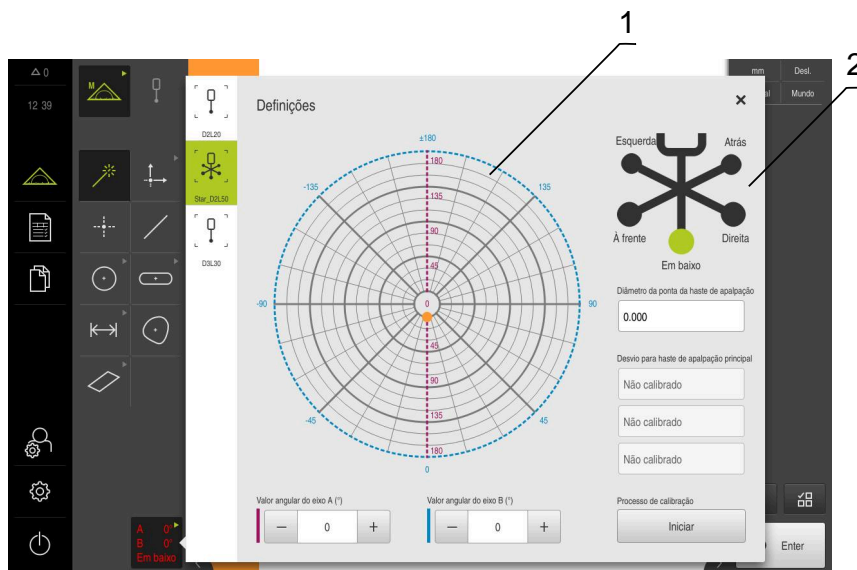 1
2
0
12 39
M
mm Desl.
al Mundo
Definições
D2L20
Star_D2L50
D3L30
±180
180
-135 135
135
90
45
-90 0 90
45
90
-45 135 45
180
0
Esquerda Atrás
À frente Direita
Em baixo
Diâmetro da ponta da haste de apalpação
0.000
Desvio para haste de apalpação principal
Não calibrado
Não calibrado
Não calibrado
Valor angular do eixo A (°) Valor angular do eixo B (°)
− 0 + − 0 +
Processo de calibração
Iniciar
A 0°
B 0°
Em baixo
Enter